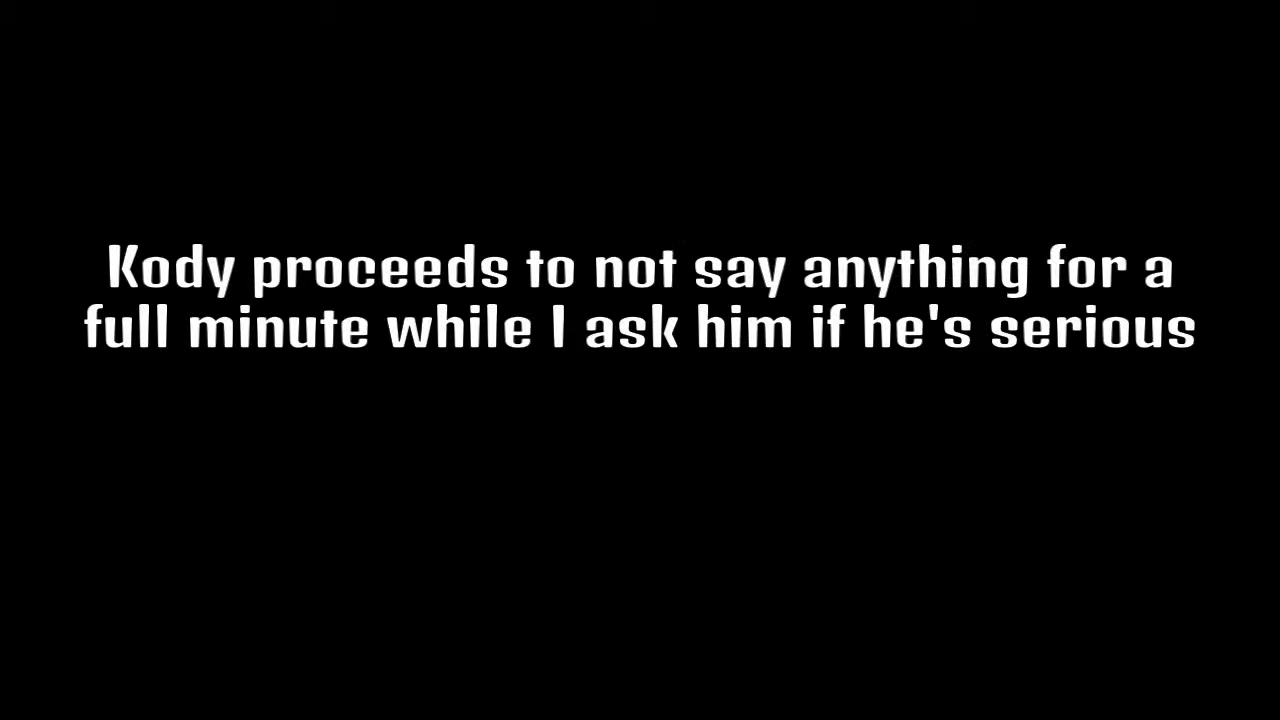 Kody proceeds to not say anything for a
full minute while I ask him if he's serious